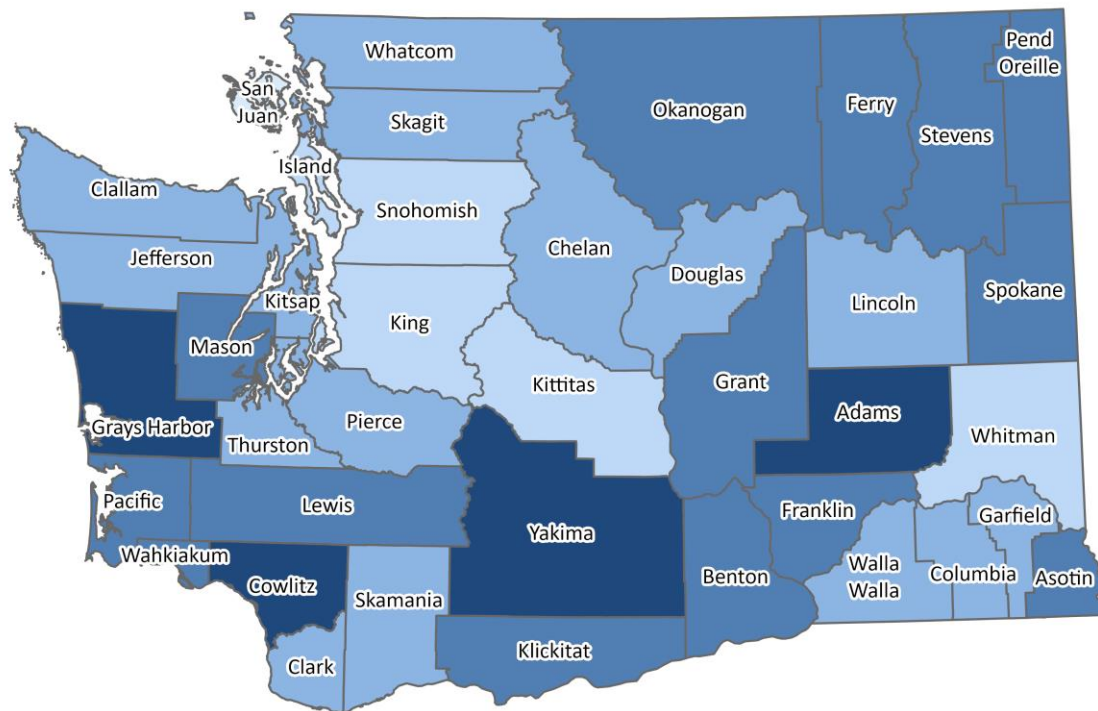 Whatcom
Pend
Oreille
San
Juan
Skagit
Okanogan
Ferry
Stevens
Island
Clallam
Snohomish
Chelan
Jefferson
Douglas
Kitsap
Lincoln
Spokane
King
Mason
Kittitas
Grant
Adams
Grays Harbor
Pierce
Thurston
Whitman
Pacific
Lewis
Franklin
Garfield
Yakima
Wahkiakum
Cowlitz
Skamania
Benton
Walla
Walla
Columbia
Asotin
Klickitat
Clark